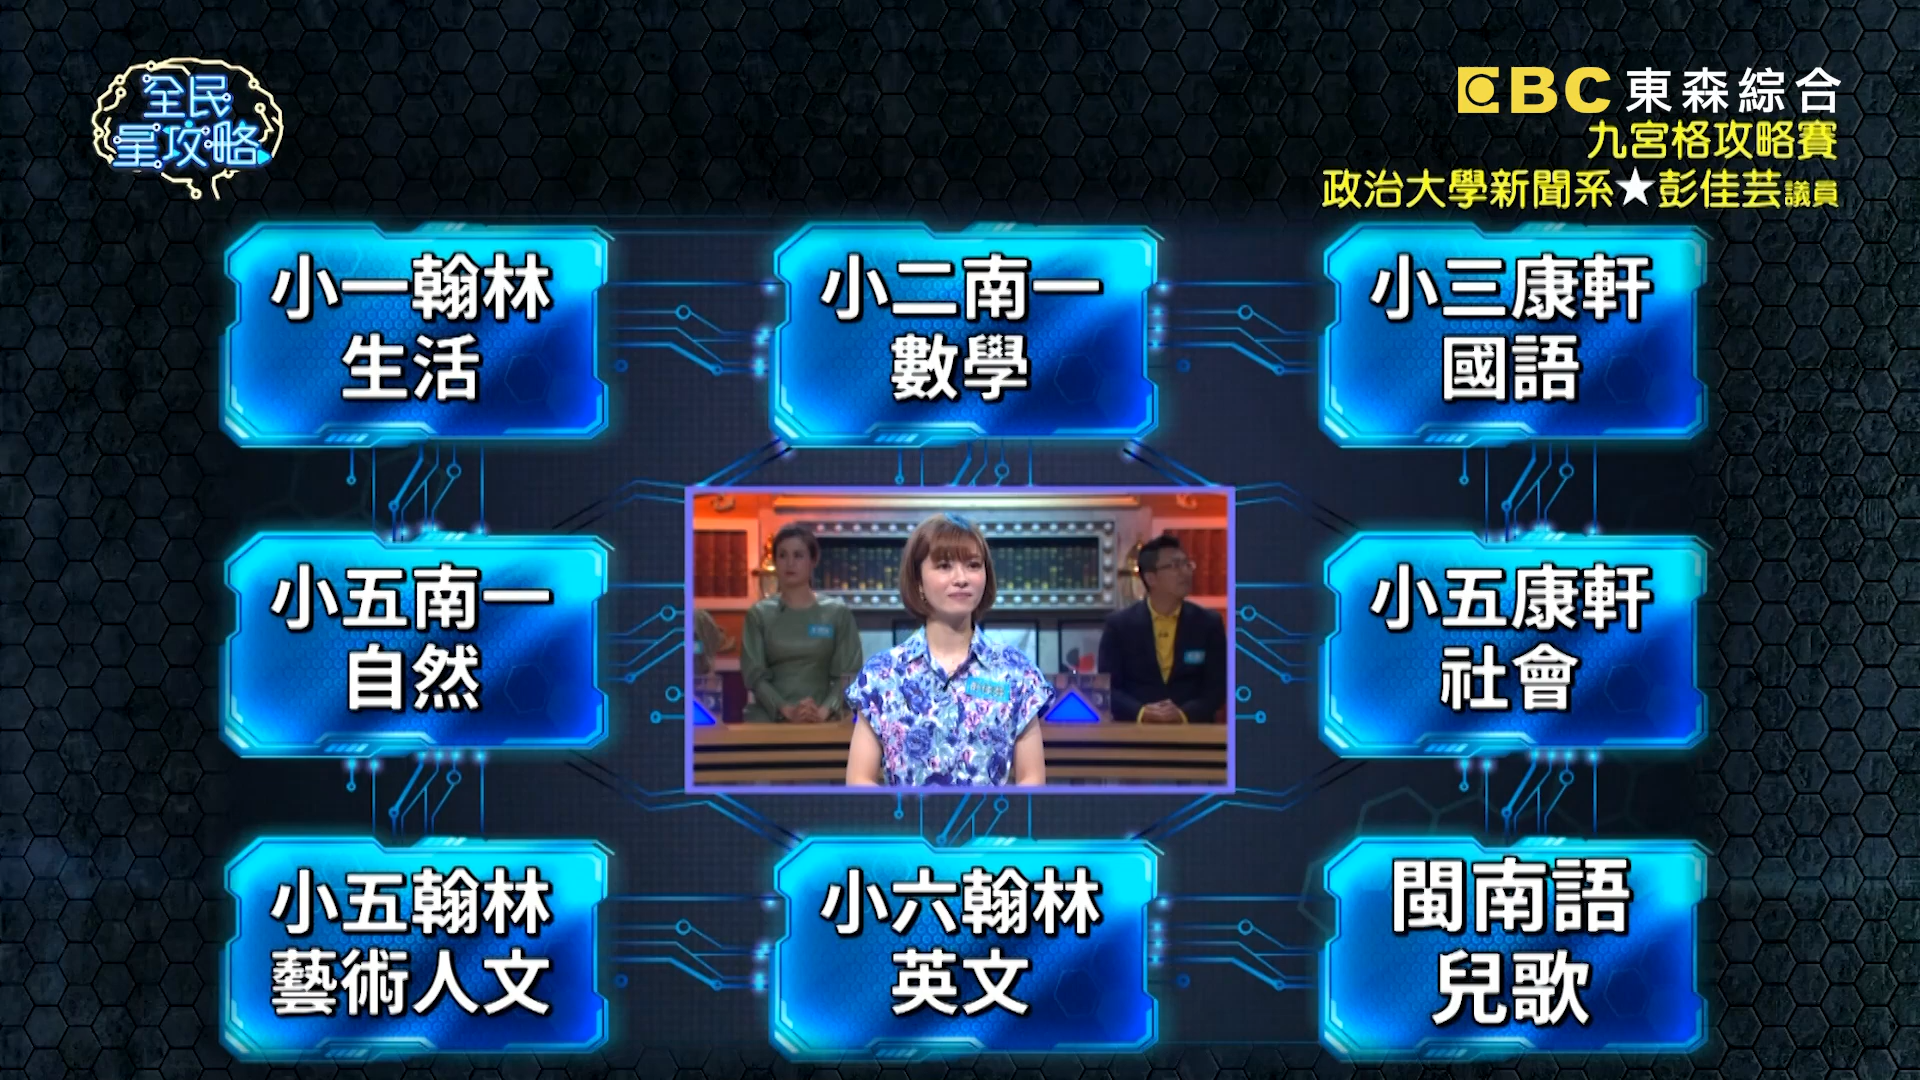 全民
星攻略
EBC東森綜合
九宮格攻略賽
政治大學新聞系★彭佳芸議員
小一翰林
生活
小二南一
數學
小三康軒
國語
小五南一
自然
小五康軒
社會
小五翰林
藝術人文
小六翰林
英文
閩南語
兒歌